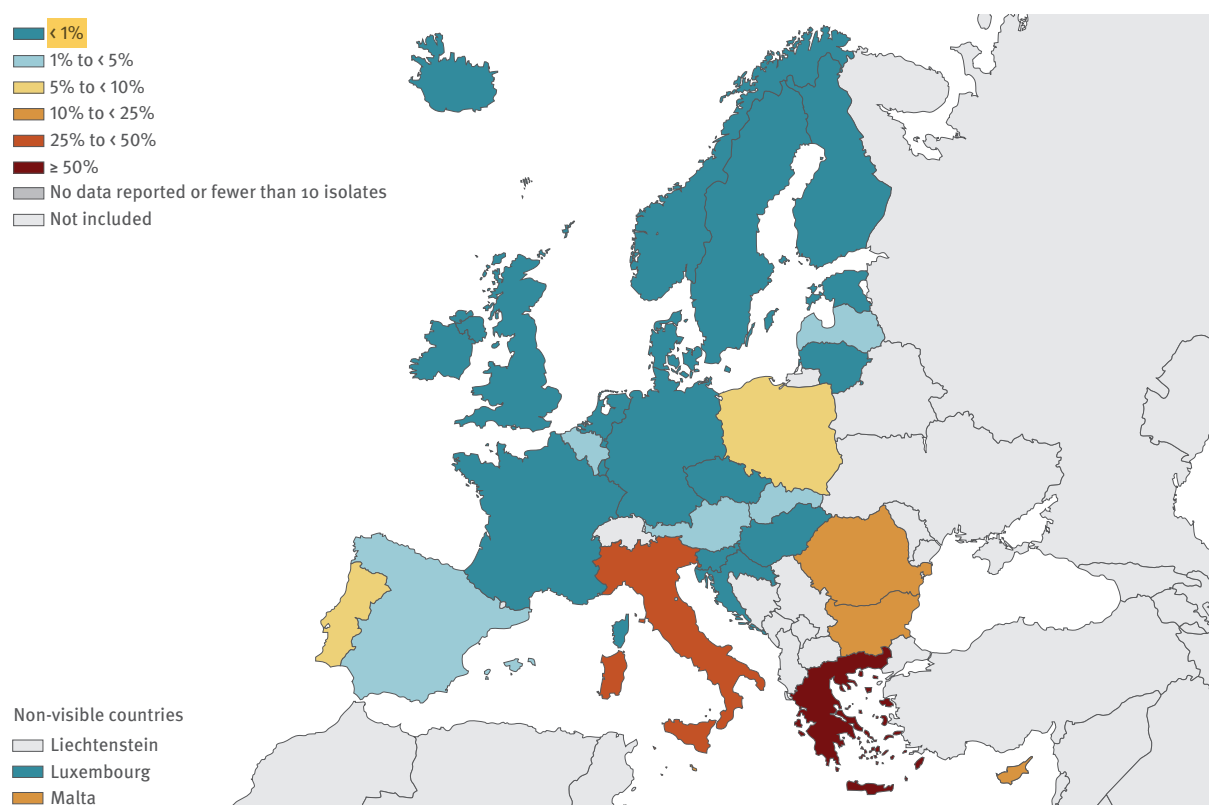 < 1%
1% to < 5%
5% to < 10%
10% to < 25%
25% to < 50%
≥ 50%
No data reported or fewer than 10 isolates
Not included
Non-visible countries
Liechtenstein
Luxembourg
Malta